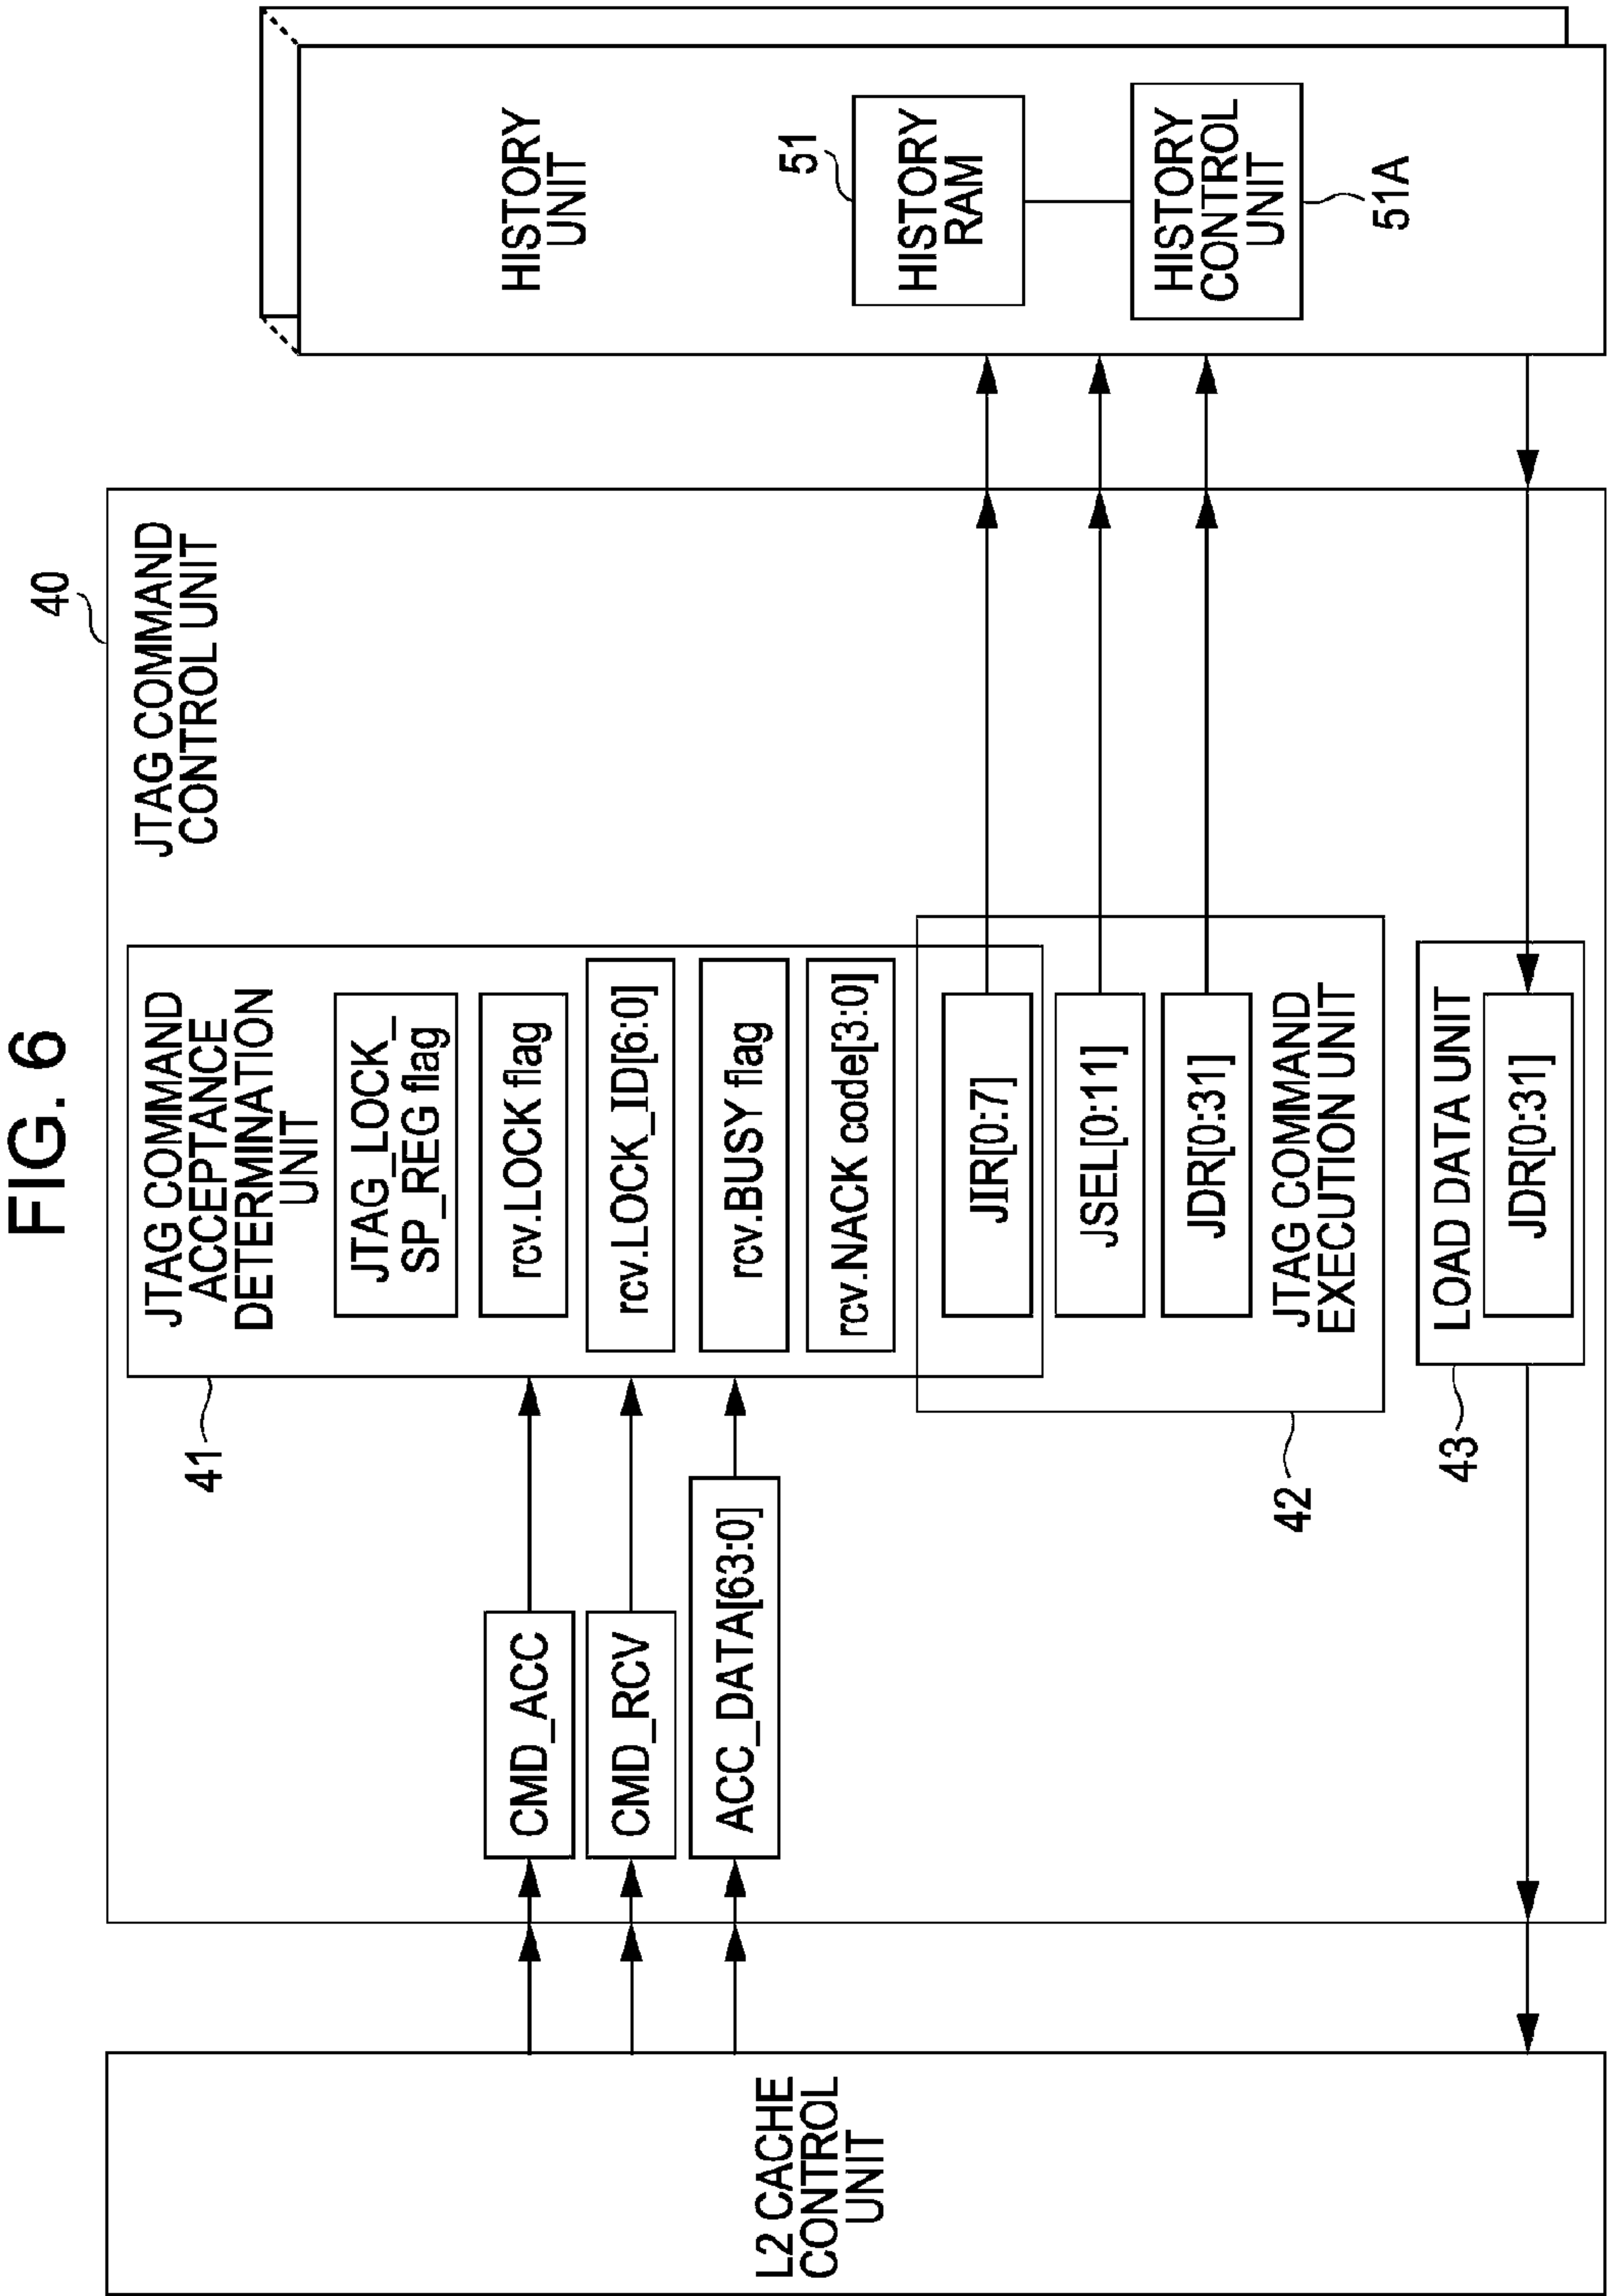 FIG. 6
L2 CACHE
CONTROL
UNIT
40
JTAG COMMAND
CONTROL UNIT
CMD_ACC
CMD_RCV
ACC_DATA[63:0]
41
JTAG COMMAND
ACCEPTANCE
DETERMINATION
UNIT
JTAG_LOCK_
SP_REG flag
rcv.LOCK flag
rcv.LOCK_ID[6:0]
rcv.BUSY flag
rcv.NACK code[3:0]
JIR[0:7]
JSEL[0:11]
JDR[0:31]
JTAG COMMAND
EXECUTION UNIT
42
LOAD DATA UNIT
JDR[0:31]
43
HISTORY
UNIT
51
HISTORY
RAM
HISTORY
CONTROL
UNIT
51A